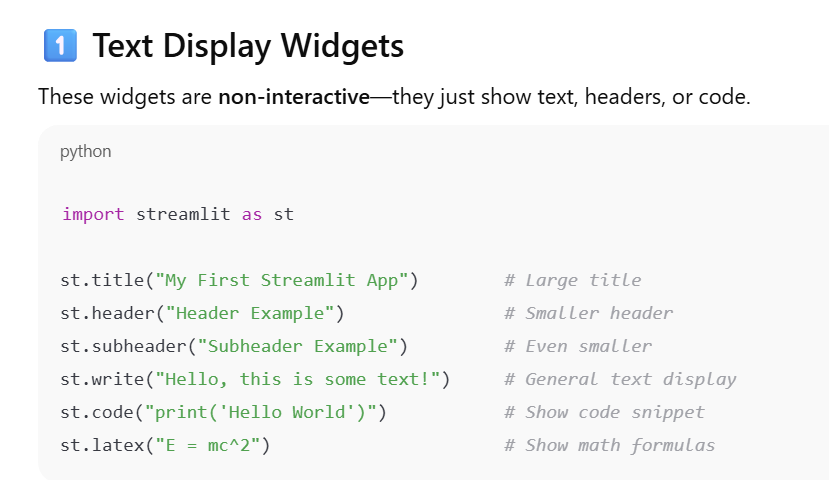 1 Text Display Widgets
These widgets are non-interactive—they just show text, headers, or code.
python
import streamlit as st
st.title("My First Streamlit App") # Large title
st.header("Header Example") # Smaller header
st.subheader("Subheader Example") # Even smaller
st.write("Hello, this is some text!") # General text display
st.code("print('Hello World')") # Show code snippet
st.latex("E = mc^2") # Show math formulas